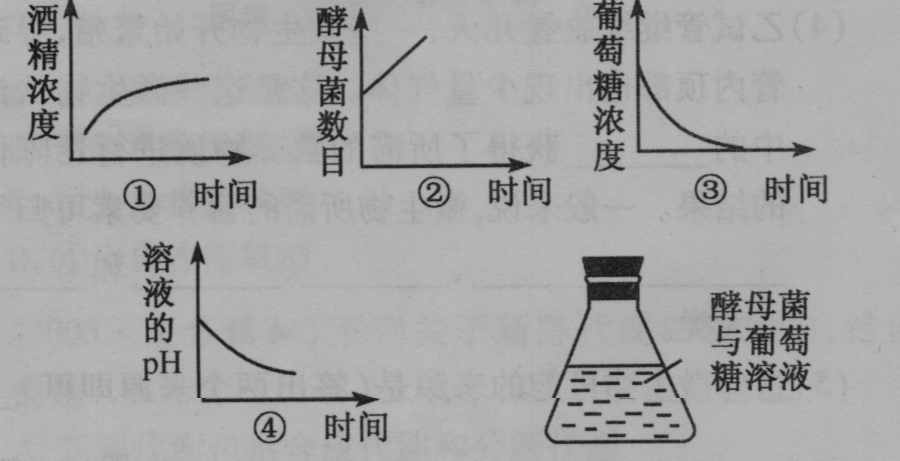 酒精浓度
① 时间
酵母菌数目
② 时间
葡萄糖浓度
③ 时间
溶液的pH
④ 时间
酵母菌
与葡萄
糖溶液